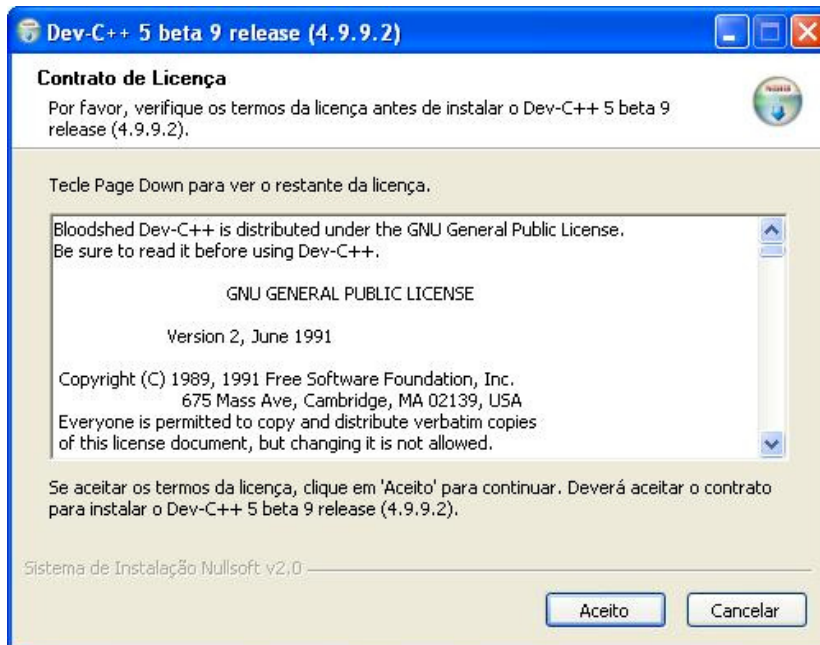 Dev-C++ 5 beta 9 release (4.9.9.2)
Contrato de Licença
Por favor, verifique os termos da licença antes de instalar o Dev-C++ 5 beta 9
release (4.9.9.2).
Tecle Page Down para ver o restante da licença.
Bloodshed Dev-C++ is distributed under the GNU General Public License.
Be sure to read it before using Dev-C++.
GNU GENERAL PUBLIC LICENSE
Version 2, June 1991
Copyright (C) 1989, 1991 Free Software Foundation, Inc.
675 Mass Ave, Cambridge, MA 02139, USA
Everyone is permitted to copy and distribute verbatim copies
of this license document, but changing it is not allowed.
Se aceitar os termos da licença, clique em 'Aceito' para continuar. Deverá aceitar o contrato
para instalar o Dev-C++ 5 beta 9 release (4.9.9.2).
Sistema de Instalação Nullsoft v2.0
Aceito
Cancelar